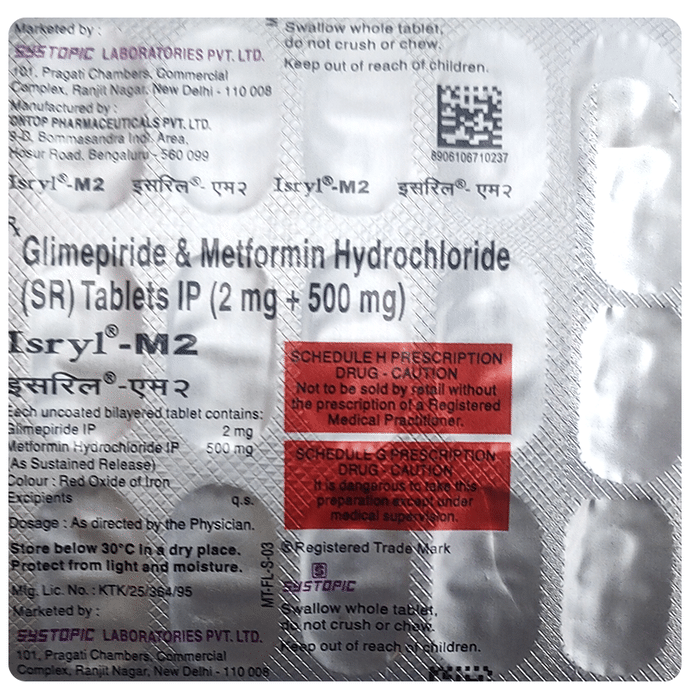 Marketed by :
SYSTOPIC LABORATORIES PVT. LTD.
101, Pragati Chambers, Commercial
Complex, Ranjit Nagar, New Delhi - 110 008
Manufactured by :
ONTOP PHARMACEUTICALS PVT. LTD.
Bommasandra Indl. Area,
Hosur Road, Bengaluru - 560 099
Swallow whole tablet,
do not crush or chew.
Keep out of reach of children.
8906106710237
Isryl®-M2 इसरिल®- एम२ Isryl®-M2 इसरिल®- एम२
Rx
Glimepiride & Metformin Hydrochloride
(SR) Tablets IP (2 mg + 500 mg)
Isryl®-M2
इसरिल®-एम२
Each uncoated bilayered tablet contains:
Glimepiride IP 2 mg
Metformin Hydrochloride IP 500 mg
(As Sustained Release)
Colour : Red Oxide of Iron
Excipients q.s.
Dosage : As directed by the Physician.
Store below 30°C in a dry place.
Protect from light and moisture.
Mfg. Lic. No. : KTK/25/364/95
Marketed by :
SYSTOPIC LABORATORIES PVT. LTD.
101, Pragati Chambers, Commercial
Complex, Ranjit Nagar, New Delhi - 110 008
MT-FL-S-03
SCHEDULE H PRESCRIPTION
DRUG - CAUTION
Not to be sold by retail without
the prescription of a Registered
Medical Practitioner.
SCHEDULE G PRESCRIPTION
DRUG - CAUTION
It is dangerous to take this
preparation except under
medical supervision.
®Registered Trade Mark
SYSTOPIC
Swallow whole tablet,
do not crush or chew.
Keep out of reach of children.